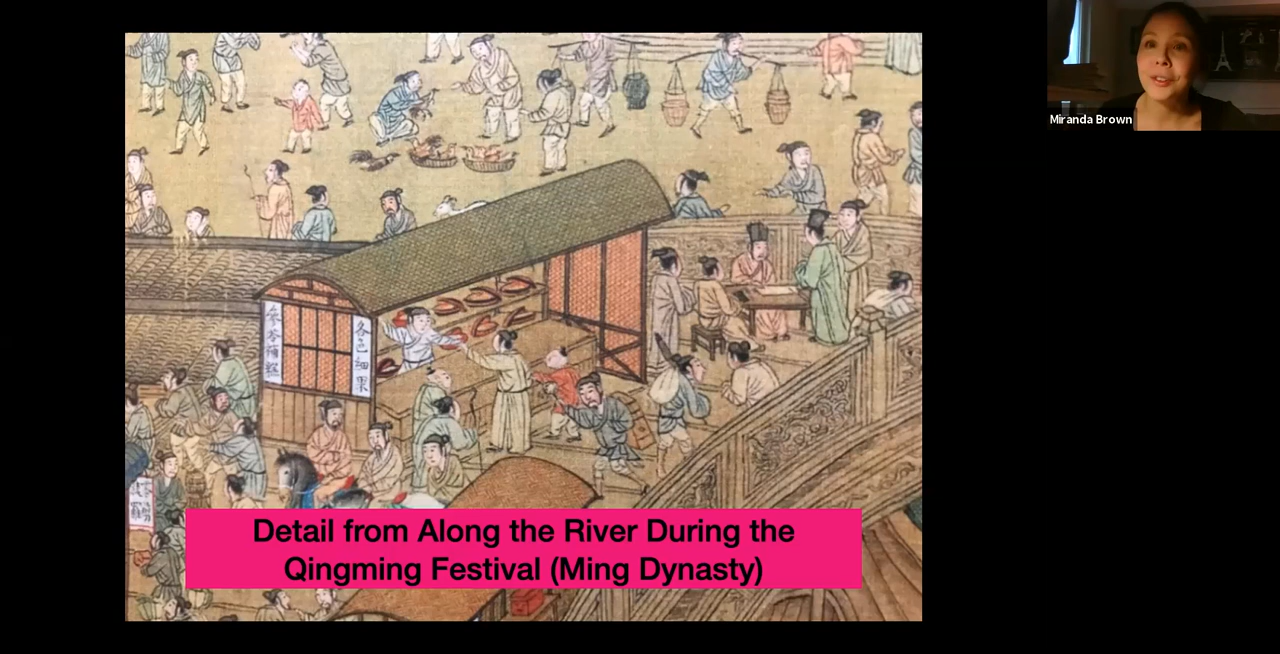 Miranda Brown
各色細果
Detail from Along the River During the
Qingming Festival (Ming Dynasty)